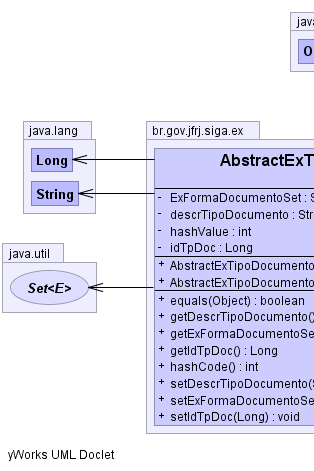 java
O
java.lang
Long
String
java.util
Set<E>
br.gov.jfrj.siga.ex
AbstractExT
- ExFormaDocumentoSet : S
- descrTipoDocumento : Str
- hashValue : int
- idTpDoc : Long
+ AbstractExTipoDocumento
+ AbstractExTipoDocumento
+ equals(Object) : boolean
+ getDescrTipoDocumento()
+ getExFormaDocumentoSe
+ getIdTpDoc() : Long
+ hashCode() : int
+ setDescrTipoDocumento(S
+ setExFormaDocumentoSe
+ setIdTpDoc(Long) : void
yWorks UML Doclet